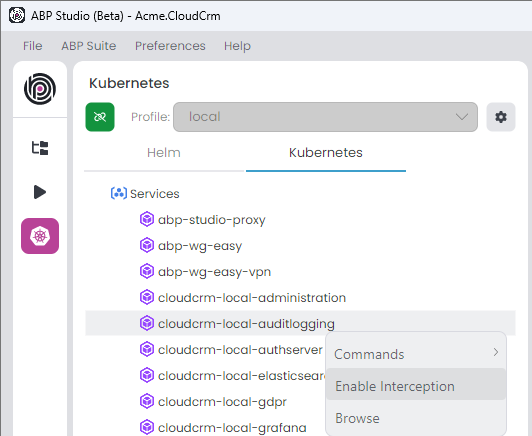 ABP Studio (Beta) - Acme.CloudCrm
File ABP Suite Preferences Help
Kubernetes
Profile: local
Helm Kubernetes
Services
abp-studio-proxy
abp-wg-easy
abp-wg-easy-vpn
cloudcrm-local-administration
cloudcrm-local-auditlogging
cloudcrm-local-authserver
Commands
cloudcrm-local-elasticsear
Enable Interception
cloudcrm-local-gdpr
Browse
cloudcrm-local-grafana